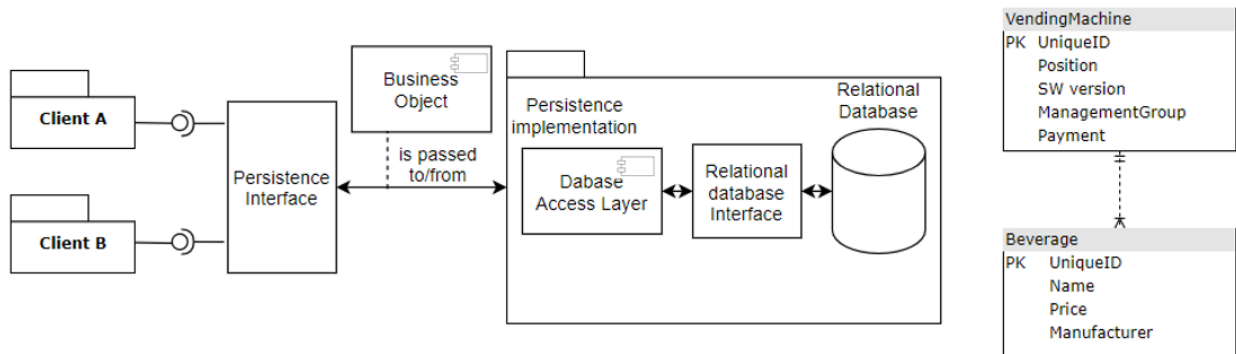 Client A
Client B
Persistence
Interface
Business
Object
is passed
to/from
Persistence
implementation
Dabase
Access Layer
Relational
database
Interface
Relational
Database
VendingMachine
PK UniqueID
Position
SW version
ManagementGroup
Payment
Beverage
PK UniqueID
Name
Price
Manufacturer